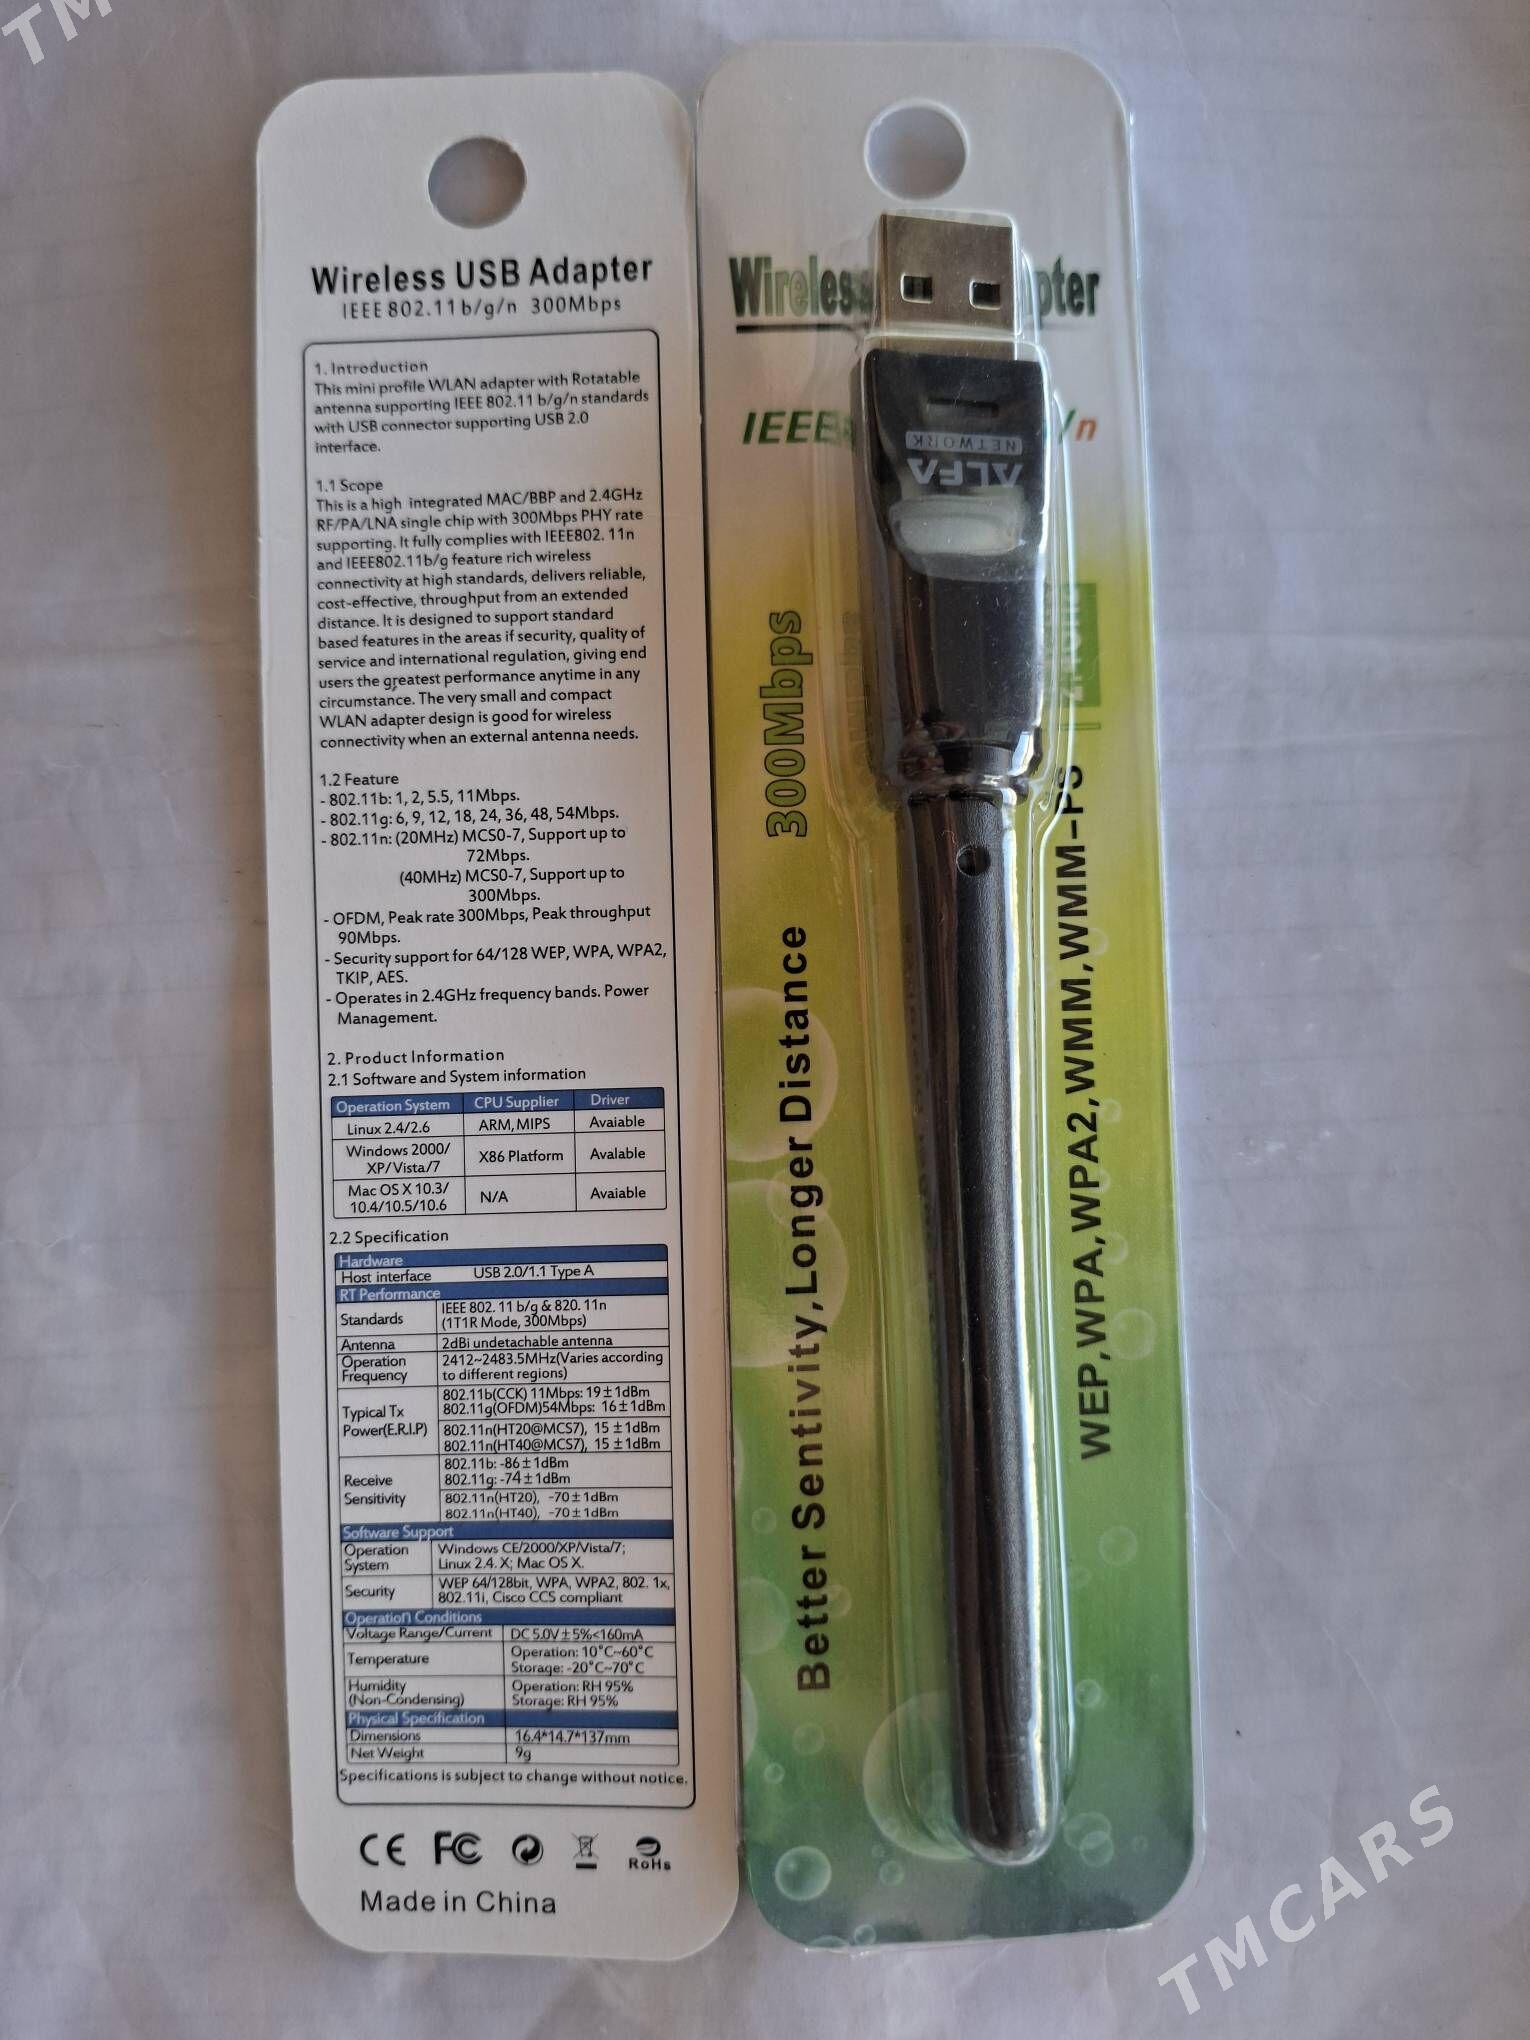 TM
Wireless USB Adapter
IEEE 802.11b/g/n 300Mbps
1. Introduction
This mini profile WLAN adapter with Rotatable
antenna supporting IEEE 802.11 b/g/n standards
with USB connector supporting USB 2.0
interface.
1.1 Scope
This is a high integrated MAC/BBP and 2.4GHz
RF/PA/LNA single chip with 300Mbps PHY rate
supporting. It fully complies with IEEE802. 11n
and IEEE802.11b/g feature rich wireless
connectivity at high standards, delivers reliable,
cost-effective, throughput from an extended
distance. It is designed to support standard
based features in the areas if security, quality of
service and international regulation, giving end
users the greatest performance anytime in any
circumstance. The very small and compact
WLAN adapter design is good for wireless
connectivity when an external antenna needs.
1.2 Feature
- 802.11b: 1, 2, 5.5, 11Mbps.
- 802.11g: 6, 9, 12, 18, 24, 36, 48, 54Mbps.
- 802.11n: (20MHz) MCS0-7, Support up to
72Mbps.
(40MHz) MCS0-7, Support up to
300Mbps.
- OFDM, Peak rate 300Mbps, Peak throughput
90Mbps.
- Security support for 64/128 WEP, WPA, WPA2,
TKIP, AES.
- Operates in 2.4GHz frequency bands. Power
Management.
2. Product Information
2.1 Software and System information
Operation System CPU Supplier Driver
Linux 2.4/2.6 ARM, MIPS Avaiable
Windows 2000/
XP/Vista/7 X86 Platform Avalable
Mac OS X 10.3/
10.4/10.5/10.6 N/A Avaiable
2.2 Specification
Hardware
Host interface USB 2.0/1.1 Type A
RT Performance
Standards IEEE 802. 11 b/g & 820. 11n
(1T1R Mode, 300Mbps)
Antenna 2dBi undetachable antenna
Operation Frequency 2412~2483.5MHz(Varies according
to different regions)
Typical Tx Power(E.R.I.P) 802.11b(CCK) 11Mbps: 19±1dBm
802.11g(OFDM)54Mbps: 16±1dBm
802.11n(HT20@MCS7), 15±1dBm
802.11n(HT40@MCS7), 15±1dBm
Receive Sensitivity 802.11b: -86±1dBm
802.11g: -74±1dBm
802.11n(HT20), -70±1dBm
802.11n(HT40), -70±1dBm
Software Support
Operation System Windows CE/2000/XP/Vista/7;
Linux 2.4. X; Mac OS X.
Security WEP 64/128bit, WPA, WPA2, 802. 1x,
802.11i, Cisco CCS compliant
Operation Conditions
Voltage Range/Current DC 5.0V±5%<160mA
Temperature Operation: 10°C~60°C
Storage: -20°C~70°C
Humidity (Non-Condensing) Operation: RH 95%
Storage: RH 95%
Physical Specification
Dimensions 16.4*14.7*137mm
Net Weight 9g
Specifications is subject to change without notice.
CE FC RoHs
Made in China
Wireless pter
IEEE /n
NETWORK
ALFA
300Mbps
Better Sentivity,Longer Distance
WEP,WPA,WPA2,WMM,WMM-PS
TMCARS